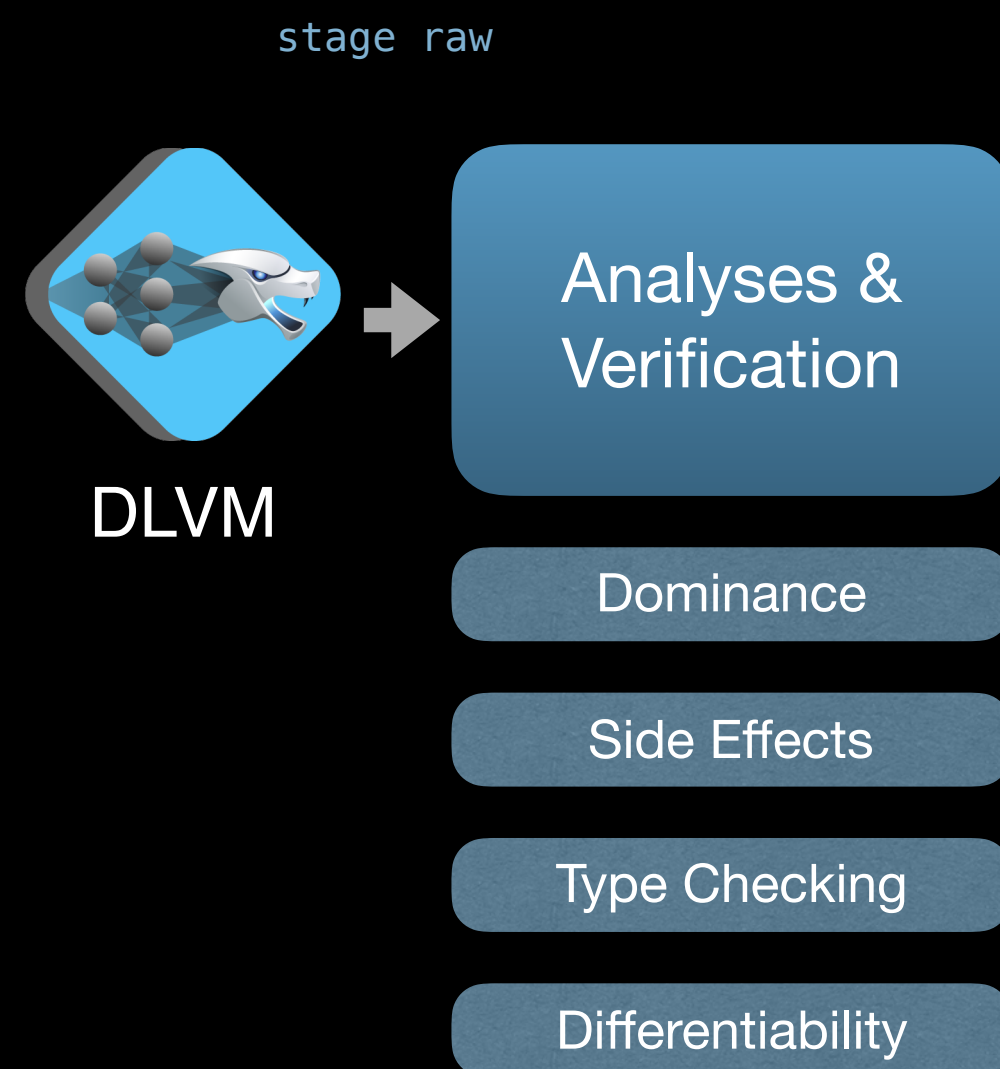 stage raw
Analyses &
Verification
DLVM
Dominance
Side Effects
Type Checking
Differentiability